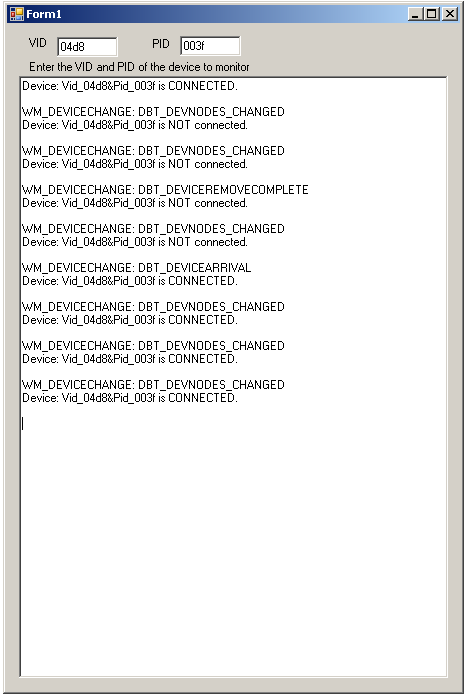 Form1
VID 04d8 PID 003f
Enter the VID and PID of the device to monitor
Device: Vid_04d8&Pid_003f is CONNECTED.
WM_DEVICECHANGE: DBT_DEVNODES_CHANGED
Device: Vid_04d8&Pid_003f is NOT connected.
WM_DEVICECHANGE: DBT_DEVNODES_CHANGED
Device: Vid_04d8&Pid_003f is NOT connected.
WM_DEVICECHANGE: DBT_DEVICEREMOVECOMPLETE
Device: Vid_04d8&Pid_003f is NOT connected.
WM_DEVICECHANGE: DBT_DEVNODES_CHANGED
Device: Vid_04d8&Pid_003f is NOT connected.
WM_DEVICECHANGE: DBT_DEVICEARRIVAL
Device: Vid_04d8&Pid_003f is CONNECTED.
WM_DEVICECHANGE: DBT_DEVNODES_CHANGED
Device: Vid_04d8&Pid_003f is CONNECTED.
WM_DEVICECHANGE: DBT_DEVNODES_CHANGED
Device: Vid_04d8&Pid_003f is CONNECTED.
WM_DEVICECHANGE: DBT_DEVNODES_CHANGED
Device: Vid_04d8&Pid_003f is CONNECTED.